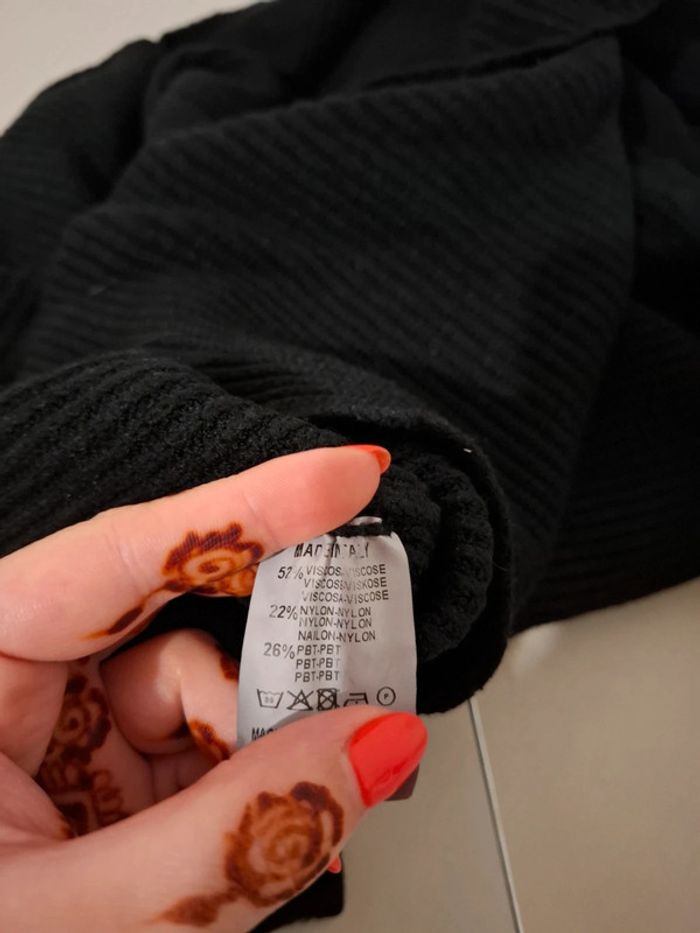 MADE IN ITALY
52% VISCOS-VISCOSE
VISCOSE-VISKOSE
VISCOSA-VISCOSE
22% NYLON-NYLON
NYLON-NYLON
NAILON-NYLON
26% PBT-PBT
PBT-PBT
PBT-PBT
P